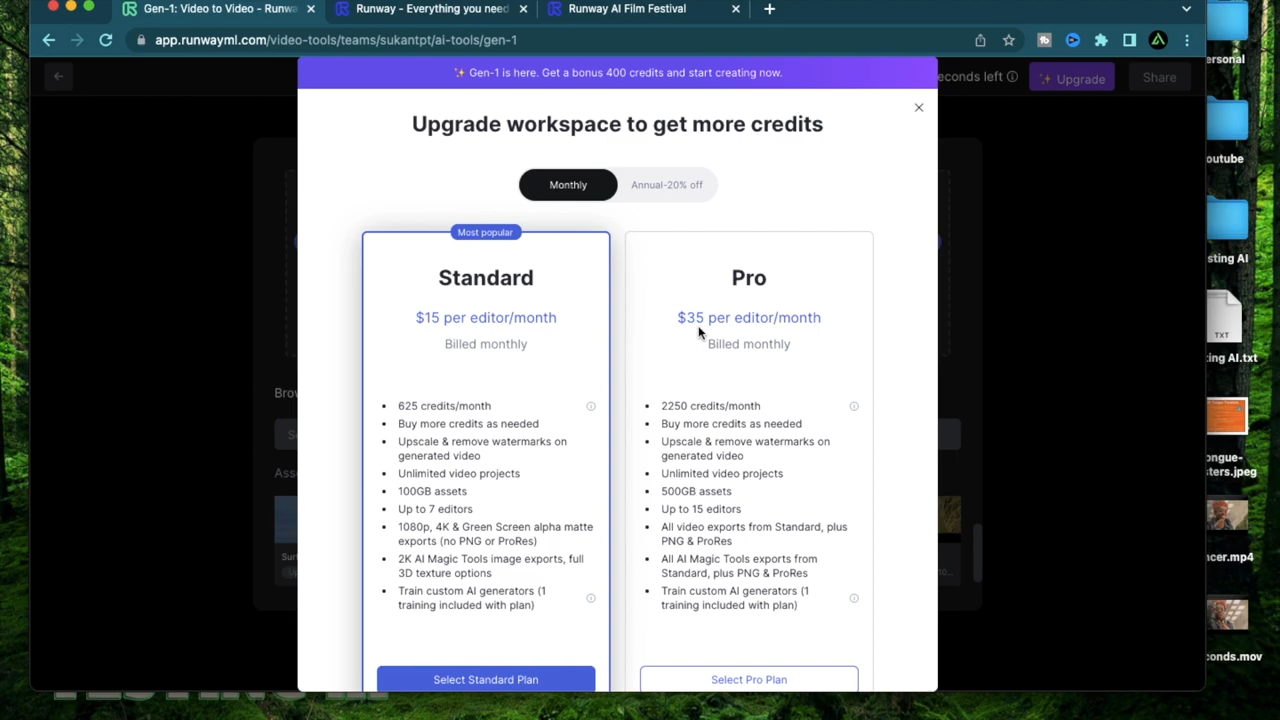 Gen-1: Video to Video - Runwa
Runway - Everything you need
Runway AI Film Festival
app.runwayml.com/video-tools/teams/sukantpt/ai-tools/gen-1
ersonal
✨ Gen-1 is here. Get a bonus 400 credits and start creating now.
econds left
Upgrade
Share
Upgrade workspace to get more credits
outube
Monthly
Annual-20% off
Most popular
Standard
$15 per editor/month
Billed monthly
625 credits/month
Buy more credits as needed
Upscale & remove watermarks on
generated video
Unlimited video projects
100GB assets
Up to 7 editors
1080p, 4K & Green Screen alpha matte
exports (no PNG or ProRes)
2K AI Magic Tools image exports, full
3D texture options
Train custom AI generators (1
training included with plan)
Select Standard Plan
Pro
$35 per editor/month
Billed monthly
2250 credits/month
Buy more credits as needed
Upscale & remove watermarks on
generated video
Unlimited video projects
500GB assets
Up to 15 editors
All video exports from Standard, plus
PNG & ProRes
All AI Magic Tools exports from
Standard, plus PNG & ProRes
Train custom AI generators (1
training included with plan)
Select Pro Plan
sting AI
TXT
ting AI.txt
ongue-
sters.jpeg
ncer.mp4
conds.mov
Brow
Asse
Surf
TESTING AI